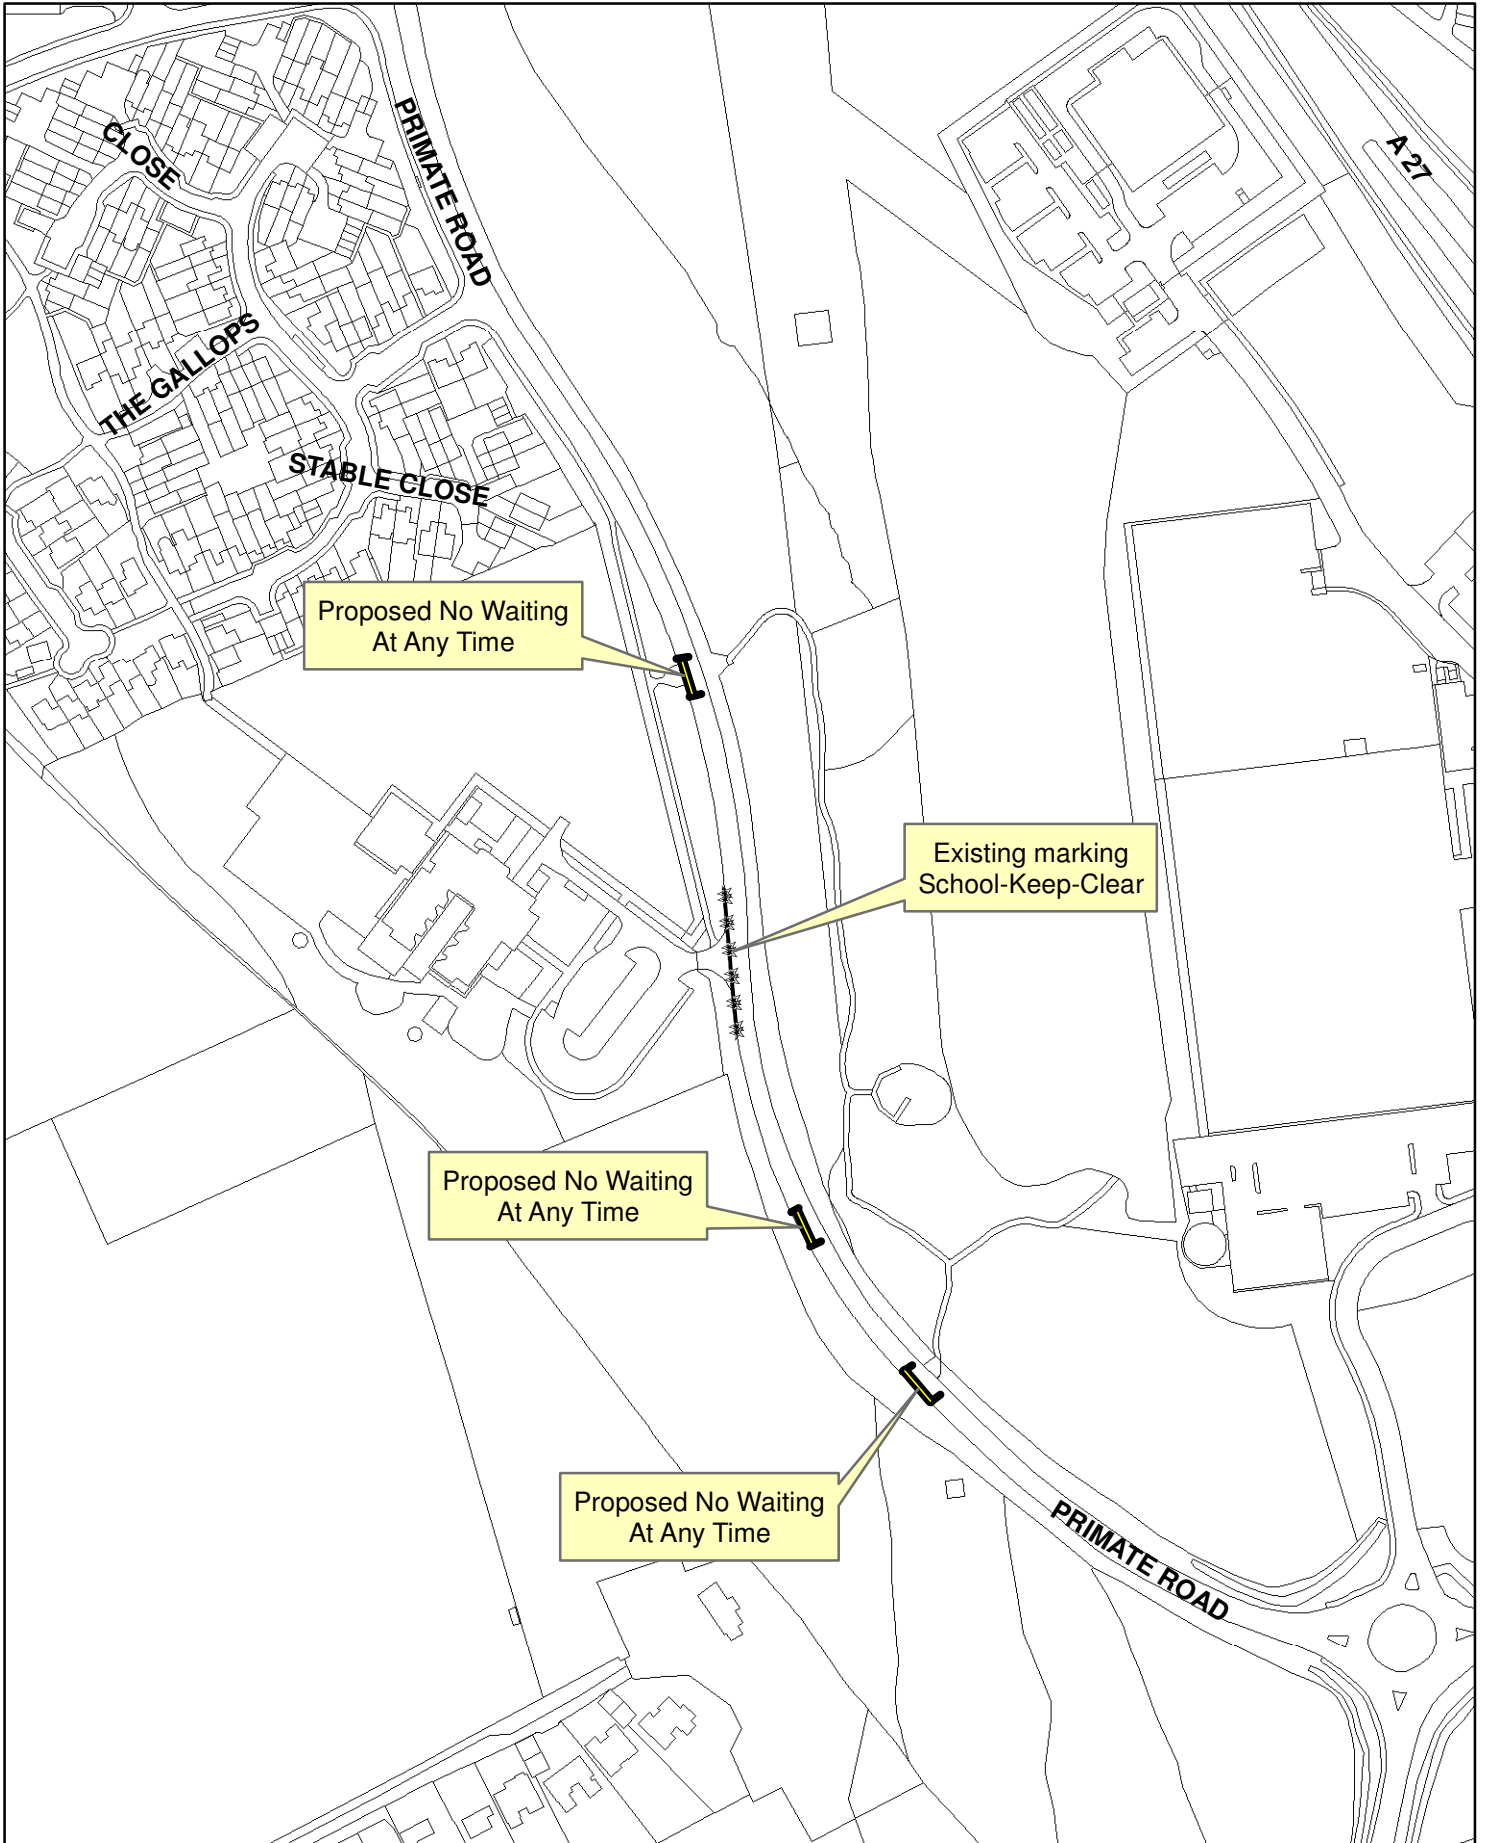 PRIMATE ROAD
CLOSE
A 27
THE GALLOPS
STABLE CLOSE
Proposed No Waiting
At Any Time
Existing marking
School-Keep-Clear
Proposed No Waiting
At Any Time
Proposed No Waiting
At Any Time
PRIMATE ROAD